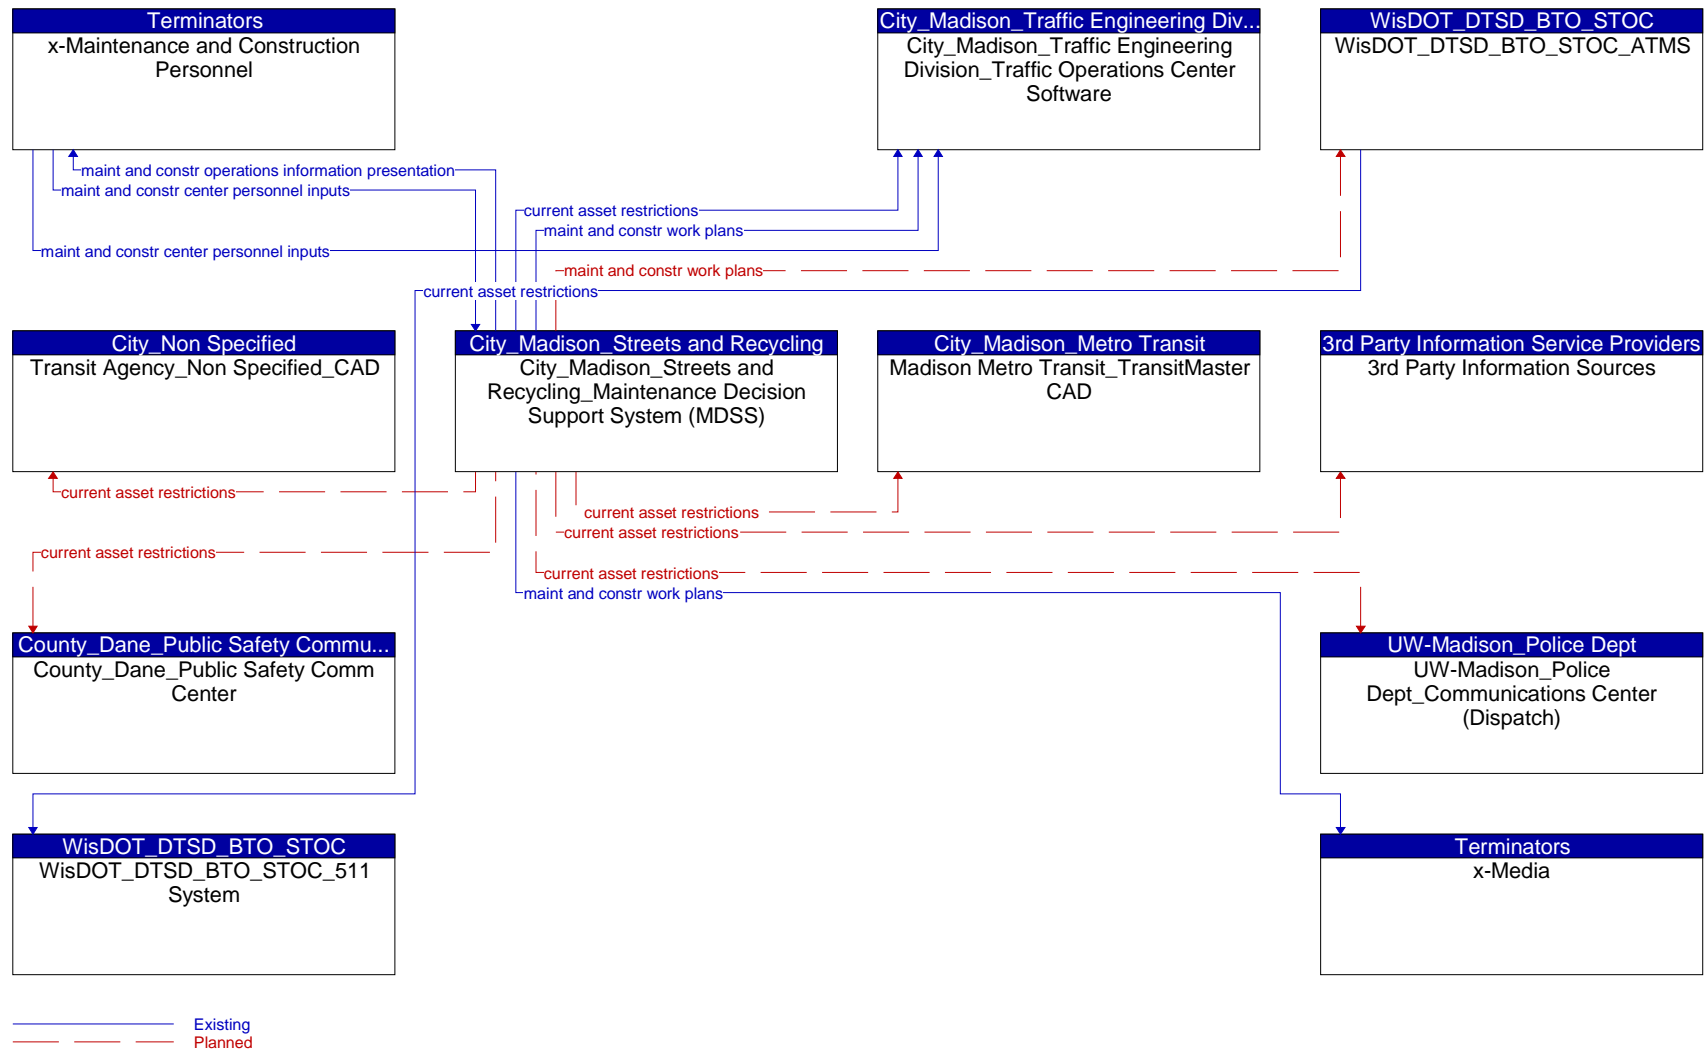 Terminators
x-Maintenance and Construction
Personnel
City_Madison_Traffic Engineering Div...
City_Madison_Traffic Engineering
Division_Traffic Operations Center
Software
WisDOT_DTSD_BTO_STOC
WisDOT_DTSD_BTO_STOC_ATMS
maint and constr operations information presentation
maint and constr center personnel inputs
current asset restrictions
maint and constr work plans
maint and constr center personnel inputs
maint and constr work plans
current asset restrictions
City_Non Specified
Transit Agency_Non Specified_CAD
City_Madison_Streets and Recycling
City_Madison_Streets and
Recycling_Maintenance Decision
Support System (MDSS)
City_Madison_Metro Transit
Madison Metro Transit_TransitMaster
CAD
3rd Party Information Service Providers
3rd Party Information Sources
current asset restrictions
current asset restrictions
current asset restrictions
current asset restrictions
current asset restrictions
maint and constr work plans
County_Dane_Public Safety Commu...
County_Dane_Public Safety Comm
Center
UW-Madison_Police Dept
UW-Madison_Police
Dept_Communications Center
(Dispatch)
WisDOT_DTSD_BTO_STOC
WisDOT_DTSD_BTO_STOC_511
System
Terminators
x-Media
Existing
Planned